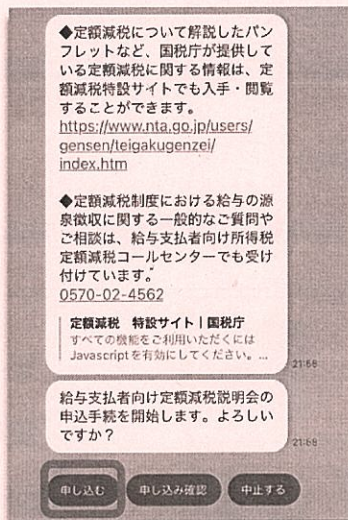 ◆定額減税について解説したパン
フレットなど、国税庁が提供して
いる定額減税に関する情報は、定
額減税特設サイトでも入手・閲覧
することができます。
https://www.nta.go.jp/users/
gensen/teigakugenzei/
index.htm
◆定額減税制度における給与の源
泉徴収に関する一般的なご質問や
ご相談は、給与支払者向け所得税
定額減税コールセンターでも受け
付けています。
0570-02-4562
定額減税 特設サイト|国税庁
すべての機能をご利用いただくには
Javascriptを有効にしてください。...
21:58
給与支払者向け定額減税説明会の
申込手続を開始します。よろしい
ですか？
21:58
申し込む 申し込み確認 中止する